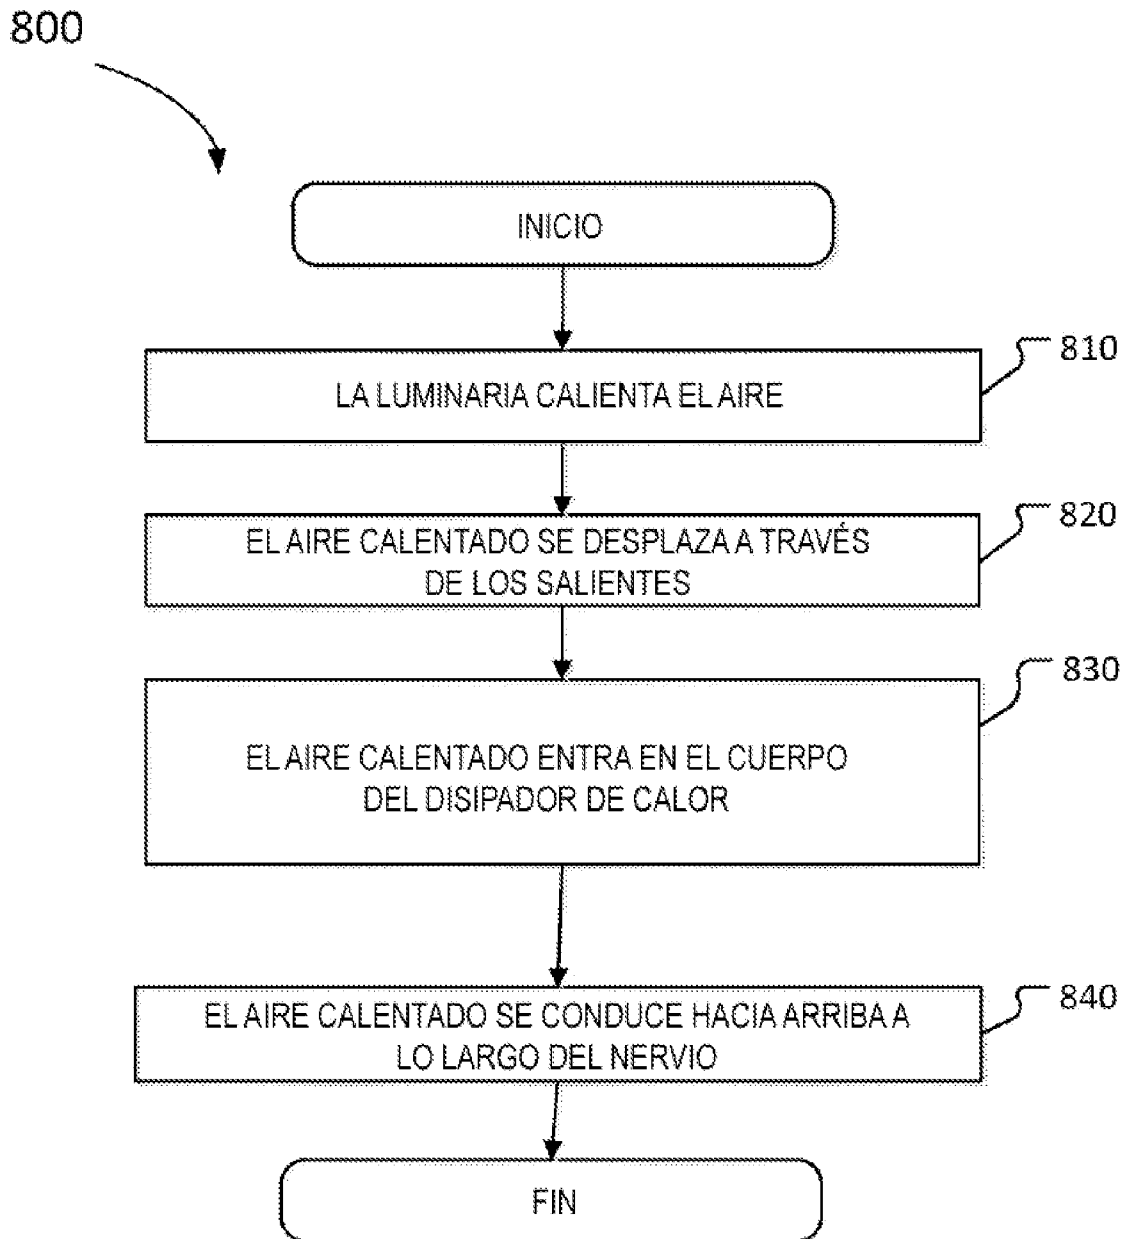 800
INICIO
LA LUMINARIA CALIENTA EL AIRE
810
EL AIRE CALENTADO SE DESPLAZA A TRAVÉS
DE LOS SALIENTES
820
EL AIRE CALENTADO ENTRA EN EL CUERPO
DEL DISIPADOR DE CALOR
830
EL AIRE CALENTADO SE CONDUCE HACIA ARRIBA A
LO LARGO DEL NERVIO
840
FIN